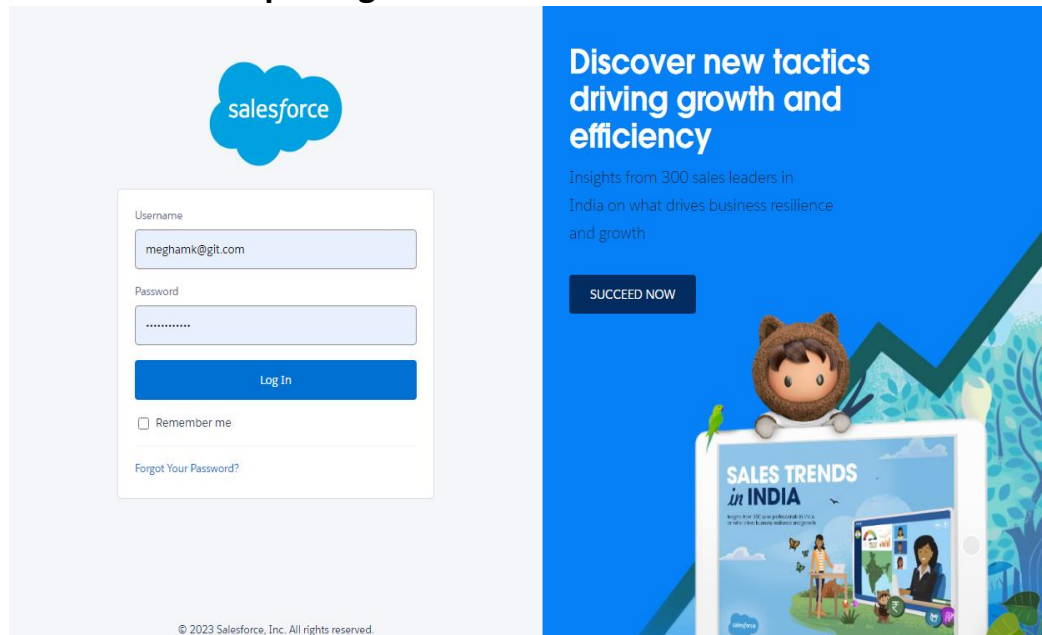 salesforce
Username
meghamk@git.com
Password
............
Log In
Remember me
Forgot Your Password?
© 2023 Salesforce, Inc. All rights reserved.
Discover new tactics
driving growth and
efficiency
Insights from 300 sales leaders in
India on what drives business resilience
and growth
SUCCEED NOW
SALES TRENDS
in INDIA
salesforce